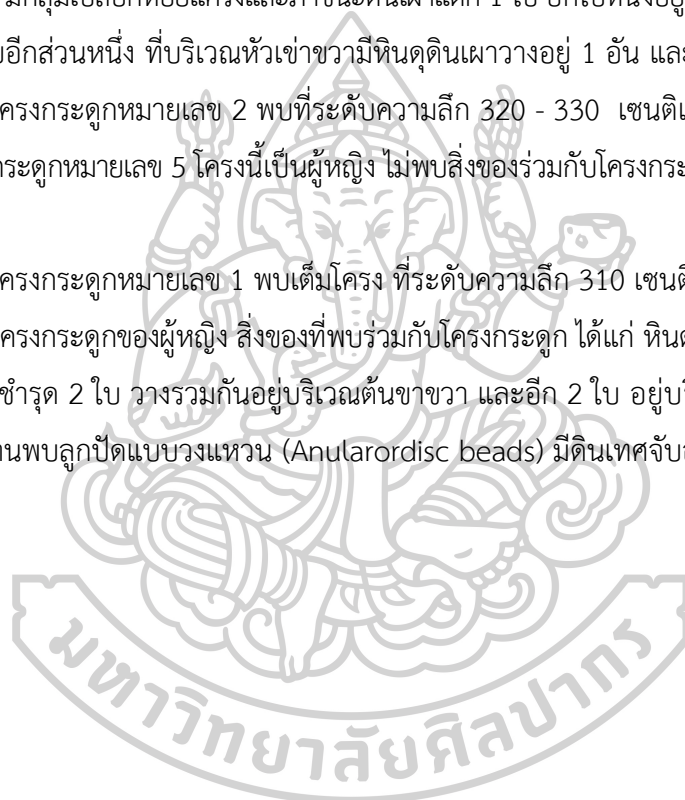 มีกลุ่มเปลือกหอยแครงและภาชนะดินเผาแตก 1 ใบ อีกใบหนึ่งอยู่
อีกส่วนหนึ่ง ที่บริเวณหัวเข่าขวามีหินดุดินเผาวางอยู่ 1 อัน และ
โครงกระดูกหมายเลข 2 พบที่ระดับความลึก 320 - 330 เซนติเ
กระดูกหมายเลข 5 โครงนี้เป็นผู้หญิง ไม่พบสิ่งของร่วมกับโครงกระ
โครงกระดูกหมายเลข 1 พบเต็มโครง ที่ระดับความลึก 310 เซนติ
โครงกระดูกของผู้หญิง สิ่งของที่พบร่วมกับโครงกระดูก ได้แก่ หิน
ชำรุด 2 ใบ วางรวมกันอยู่บริเวณต้นขาขวา และอีก 2 ใบ อยู่บริ
านพบลูกปัดแบบวงแหวน (Anularordisc beads) มีดินเทศจับ
มหาวิทยาลัยศิลปากร